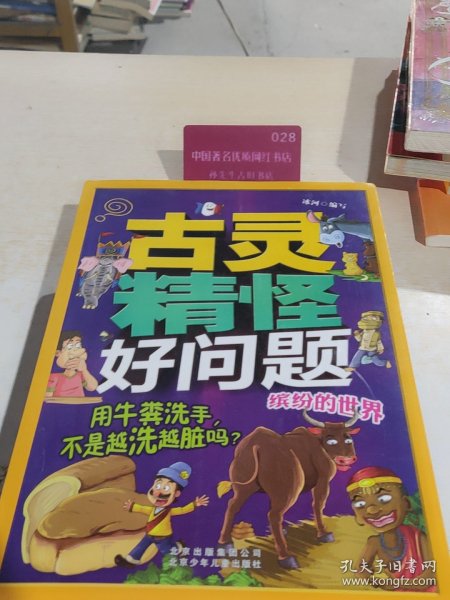 028
中国著名优质网红书店
孙先生古旧书店
冰河 编写
古灵
精怪
好问题
缤纷的世界
用牛粪洗手,
不是越洗越脏吗?
北京出版集团公司
北京少年儿童出版社
孔夫子旧书网
www.kongfz.com